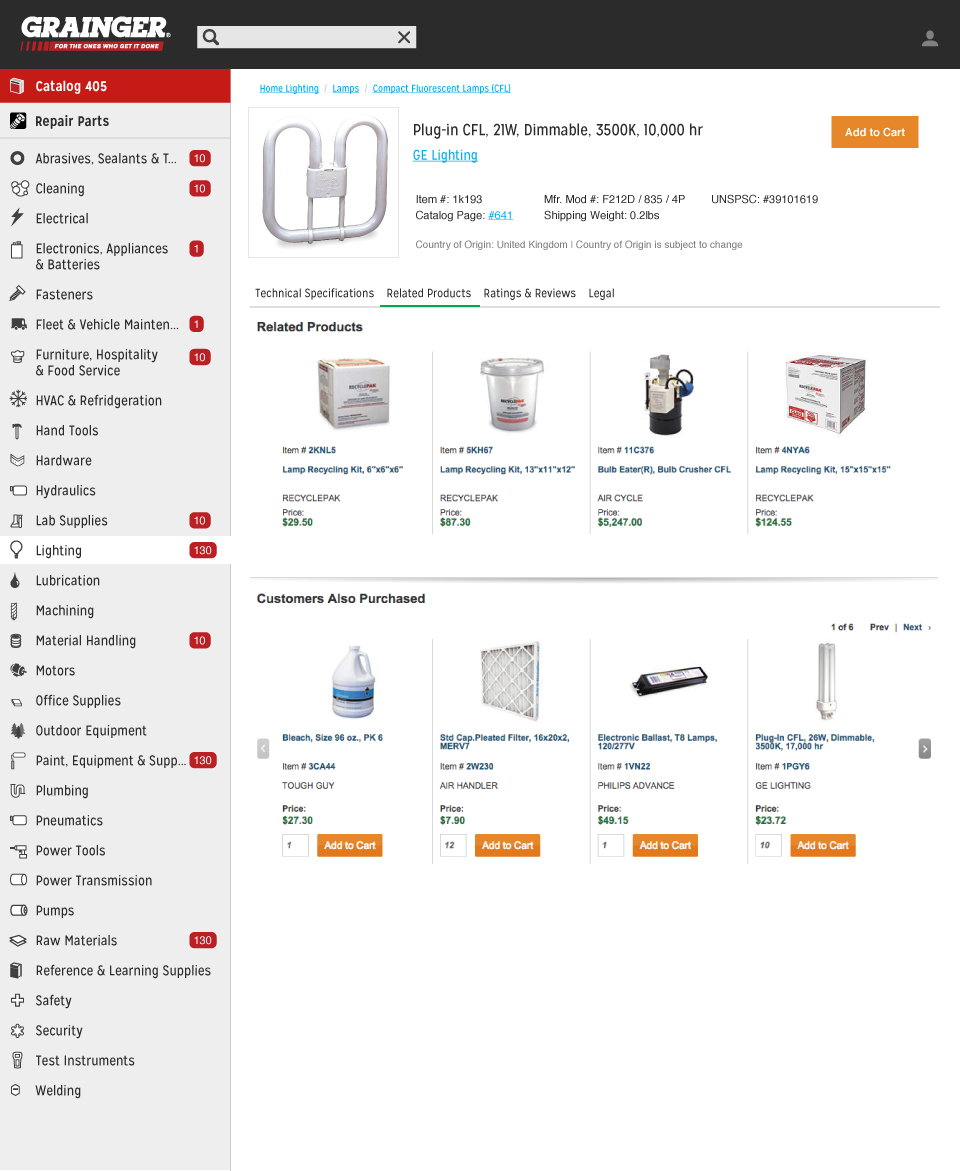 GRAINGER®
FOR THE ONES WHO GET IT DONE
Catalog 405
Repair Parts
Abrasives, Sealants & T... 10
Cleaning 10
Electrical
Electronics, Appliances 1
& Batteries
Fasteners
Fleet & Vehicle Mainten... 1
Furniture, Hospitality 10
& Food Service
HVAC & Refridgeration
Hand Tools
Hardware
Hydraulics
Lab Supplies 10
Lighting 130
Lubrication
Machining
Material Handling 10
Motors
Office Supplies
Outdoor Equipment
Paint, Equipment & Supp... 130
Plumbing
Pneumatics
Power Tools
Power Transmission
Pumps
Raw Materials 130
Reference & Learning Supplies
Safety
Security
Test Instruments
Welding
Home Lighting / Lamps / Compact Fluorescent Lamps (CFL)
Plug-in CFL, 21W, Dimmable, 3500K, 10,000 hr
Add to Cart
GE Lighting
Item #: 1k193 Mfr. Mod #: F212D / 835 / 4P UNSPSC: #39101619
Catalog Page: #641 Shipping Weight: 0.2lbs
Country of Origin: United Kingdom | Country of Origin is subject to change
Technical Specifications Related Products Ratings & Reviews Legal
Related Products
RECYCLEPAK
RECYCLEPAK
RECYCLEPAK
Item # 2KNL5 Item # 5KH67 Item # 11C376 Item # 4NYA6
Lamp Recycling Kit, 6"x6"x6" Lamp Recycling Kit, 13"x11"x12" Bulb Eater(R), Bulb Crusher CFL Lamp Recycling Kit, 15"x15"x15"
RECYCLEPAK RECYCLEPAK AIR CYCLE RECYCLEPAK
Price: Price: Price: Price:
$29.50 $87.30 $5,247.00 $124.55
Customers Also Purchased
1 of 6 Prev | Next ›
Bleach, Size 96 oz., PK 6 Std Cap.Pleated Filter, 16x20x2, Electronic Ballast, T8 Lamps, Plug-In CFL, 26W, Dimmable,
MERV7 120/277V 3500K, 17,000 hr
Item # 3CA44 Item # 2W230 Item # 1VN22 Item # 1PGY6
TOUGH GUY AIR HANDLER PHILIPS ADVANCE GE LIGHTING
Price: Price: Price: Price:
$27.30 $7.90 $49.15 $23.72
1 Add to Cart 12 Add to Cart 1 Add to Cart 10 Add to Cart